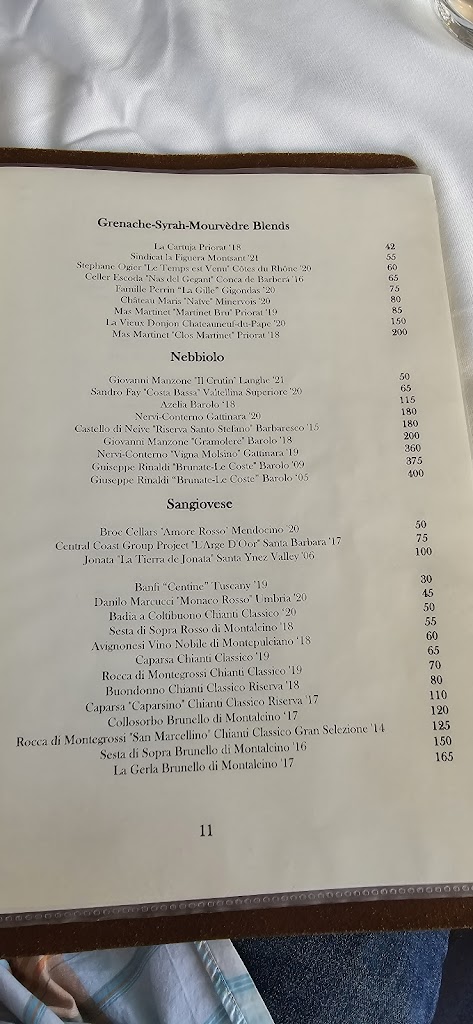 Grenache-Syrah-Mourvèdre Blends
La Cartuja Priorat '18 42
Sindicat la Figuera Montsant '21 55
Stephane Ogier "Le Temps est Venu" Côtes du Rhône '20 60
Celler Escoda "Nas del Gegant" Conca de Barberà '16 65
Famille Perrin "La Gille" Gigondas '20 75
Château Maris "Naïve" Minervois '20 80
Mas Martinet "Martinet Bru" Priorat '19 85
La Vieux Donjon Chateauneuf-du-Pape '20 150
Mas Martinet "Clos Martinet" Priorat '18 200
Nebbiolo
Giovanni Manzone "Il Crutin" Langhe '21 50
Sandro Fay "Costa Bassa" Valtellina Superiore '20 65
Azelia Barolo '18 115
Nervi-Conterno Gattinara '20 180
Castello di Neive "Riserva Santo Stefano" Barbaresco '15 180
Giovanni Manzone "Gramolere" Barolo '18 200
Nervi-Conterno "Vigna Molsino" Gattinara '19 360
Guiseppe Rinaldi "Brunate-Le Coste" Barolo '09 375
Giuseppe Rinaldi "Brunate-Le Coste" Barolo '05 400
Sangiovese
Broc Cellars "Amore Rosso" Mendocino '20 50
Central Coast Group Project "L'Arge D'Oor" Santa Barbara '17 75
Jonata "La Tierra de Jonata" Santa Ynez Valley '06 100
Banfi "Centine" Tuscany '19 30
Danilo Marcucci "Monaco Rosso" Umbria '20 45
Badia a Coltibuono Chianti Classico '20 50
Sesta di Sopra Rosso di Montalcino '18 55
Avignonesi Vino Nobile di Montepulciano '18 60
Caparsa Chianti Classico '19 65
Rocca di Montegrossi Chianti Classico '19 70
Buondonno Chianti Classico Riserva '18 80
Caparsa "Caparsino" Chianti Classico Riserva '17 110
Collosorbo Brunello di Montalcino '17 120
Rocca di Montegrossi "San Marcellino" Chianti Classico Gran Selezione '14 125
Sesta di Sopra Brunello di Montalcino '16 150
La Gerla Brunello di Montalcino '17 165
11